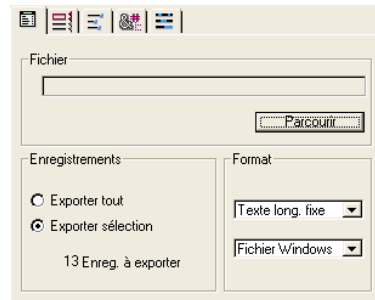 Fichier
Parcourir
Enregistrements
Exporter tout
Exporter sélection
13 Enreg. à exporter
Format
Texte long. fixe
Fichier Windows